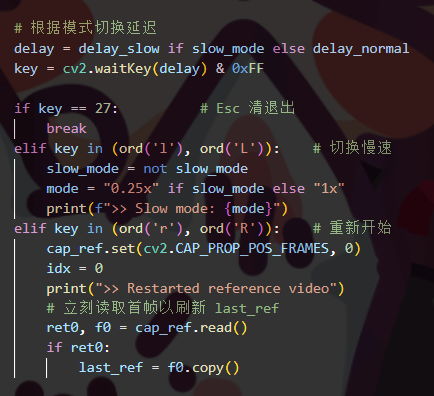 # 根据模式切换延迟
delay = delay_slow if slow_mode else delay_normal
key = cv2.waitKey(delay) & 0xFF

if key == 27:          # Esc 清退出
    break
elif key in (ord('l'), ord('L')):    # 切换慢速
    slow_mode = not slow_mode
    mode = "0.25x" if slow_mode else "1x"
    print(f">> Slow mode: {mode}")
elif key in (ord('r'), ord('R')):    # 重新开始
    cap_ref.set(cv2.CAP_PROP_POS_FRAMES, 0)
    idx = 0
    print(">> Restarted reference video")
    # 立刻读取首帧以刷新 last_ref
    ret0, f0 = cap_ref.read()
    if ret0:
        last_ref = f0.copy()